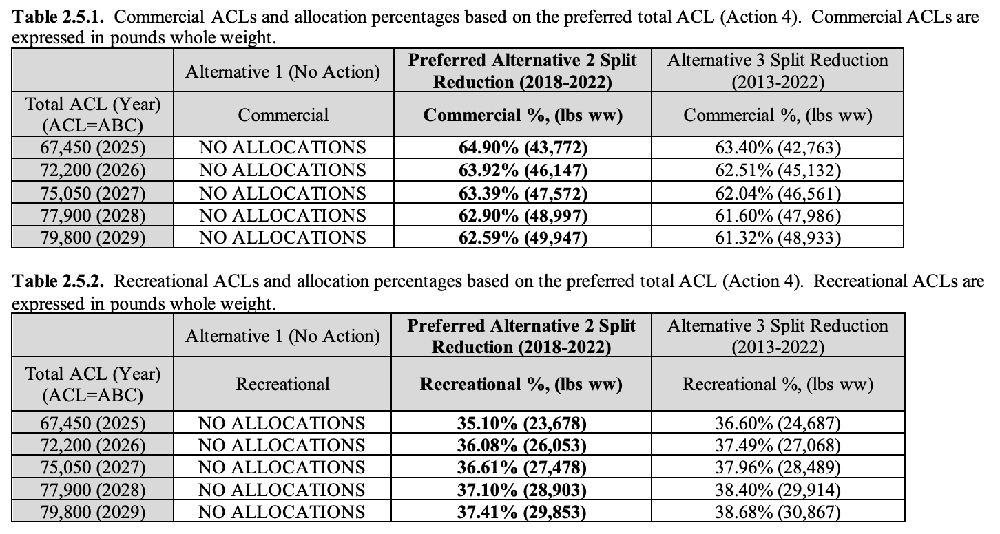 Table 2.5.1.  Commercial ACLs and allocation percentages based on the preferred total ACL (Action 4).  Commercial ACLs are
expressed in pounds whole weight.
Alternative 1 (No Action) Preferred Alternative 2 Split Reduction (2018-2022) Alternative 3 Split Reduction (2013-2022)
Total ACL (Year) (ACL=ABC) Commercial Commercial %, (lbs ww) Commercial %, (lbs ww)
67,450 (2025) NO ALLOCATIONS 64.90% (43,772) 63.40% (42,763)
72,200 (2026) NO ALLOCATIONS 63.92% (46,147) 62.51% (45,132)
75,050 (2027) NO ALLOCATIONS 63.39% (47,572) 62.04% (46,561)
77,900 (2028) NO ALLOCATIONS 62.90% (48,997) 61.60% (47,986)
79,800 (2029) NO ALLOCATIONS 62.59% (49,947) 61.32% (48,933)
Table 2.5.2.  Recreational ACLs and allocation percentages based on the preferred total ACL (Action 4).  Recreational ACLs are
expressed in pounds whole weight.
Alternative 1 (No Action) Preferred Alternative 2 Split Reduction (2018-2022) Alternative 3 Split Reduction (2013-2022)
Total ACL (Year) (ACL=ABC) Recreational Recreational %, (lbs ww) Recreational %, (lbs ww)
67,450 (2025) NO ALLOCATIONS 35.10% (23,678) 36.60% (24,687)
72,200 (2026) NO ALLOCATIONS 36.08% (26,053) 37.49% (27,068)
75,050 (2027) NO ALLOCATIONS 36.61% (27,478) 37.96% (28,489)
77,900 (2028) NO ALLOCATIONS 37.10% (28,903) 38.40% (29,914)
79,800 (2029) NO ALLOCATIONS 37.41% (29,853) 38.68% (30,867)